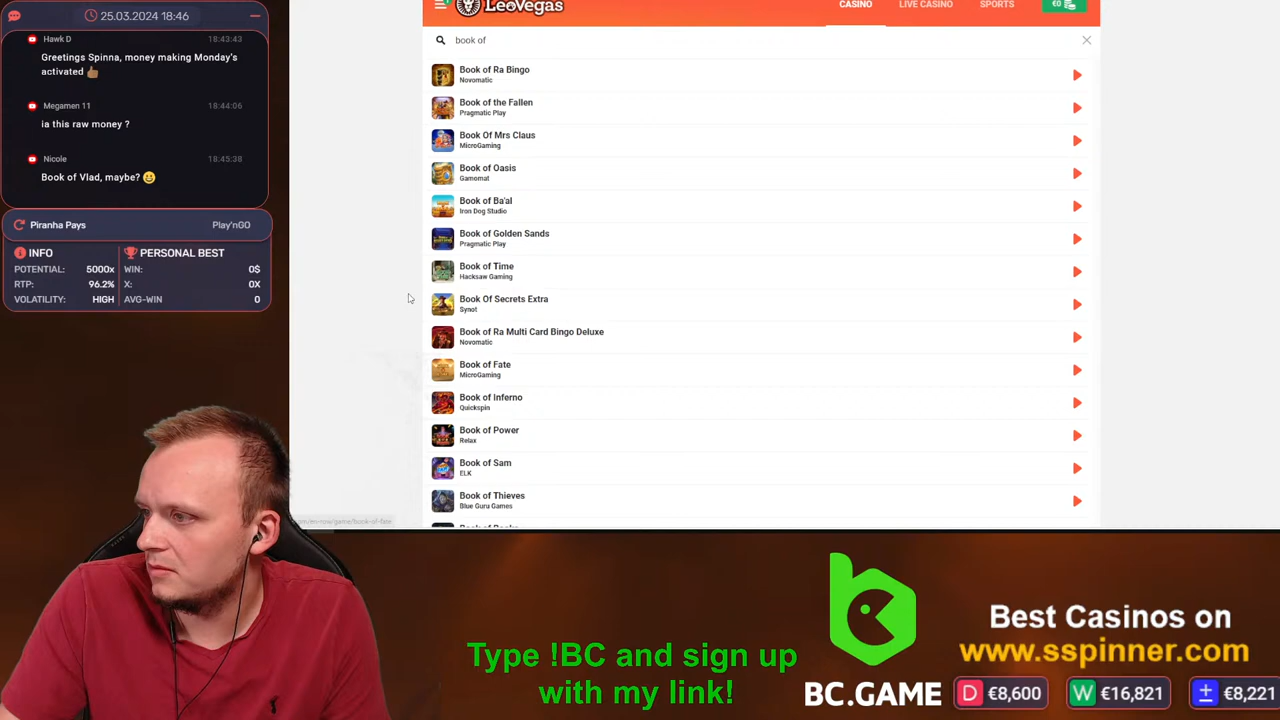 25.03.2024 18:46
Hawk D 18:43:43
Greetings Spinna, money making Monday's
activated 👍🏽
Megamen 11 18:44:06
ia this raw money ?
Nicole 18:45:38
Book of Vlad, maybe? 😀
Piranha Pays Play'nGO
INFO
POTENTIAL: 5000x
RTP: 96.2%
VOLATILITY: HIGH
PERSONAL BEST
WIN: 0$
X: 0X
AVG-WIN 0
LeoVegas
CASINO LIVE CASINO SPORTS €0
book of
Book of Ra Bingo
Novomatic
Book of the Fallen
Pragmatic Play
Book Of Mrs Claus
MicroGaming
Book of Oasis
Gamomat
Book of Ba'al
Iron Dog Studio
Book of Golden Sands
Pragmatic Play
Book of Time
Hacksaw Gaming
Book Of Secrets Extra
Synot
Book of Ra Multi Card Bingo Deluxe
Novomatic
Book of Fate
MicroGaming
Book of Inferno
Quickspin
Book of Power
Relax
Book of Sam
ELK
Book of Thieves
Blue Guru Games
Type !BC and sign up
with my link!
BC.GAME
Best Casinos on
www.sspinner.com
D €8,600 W €16,821 ± €8,221